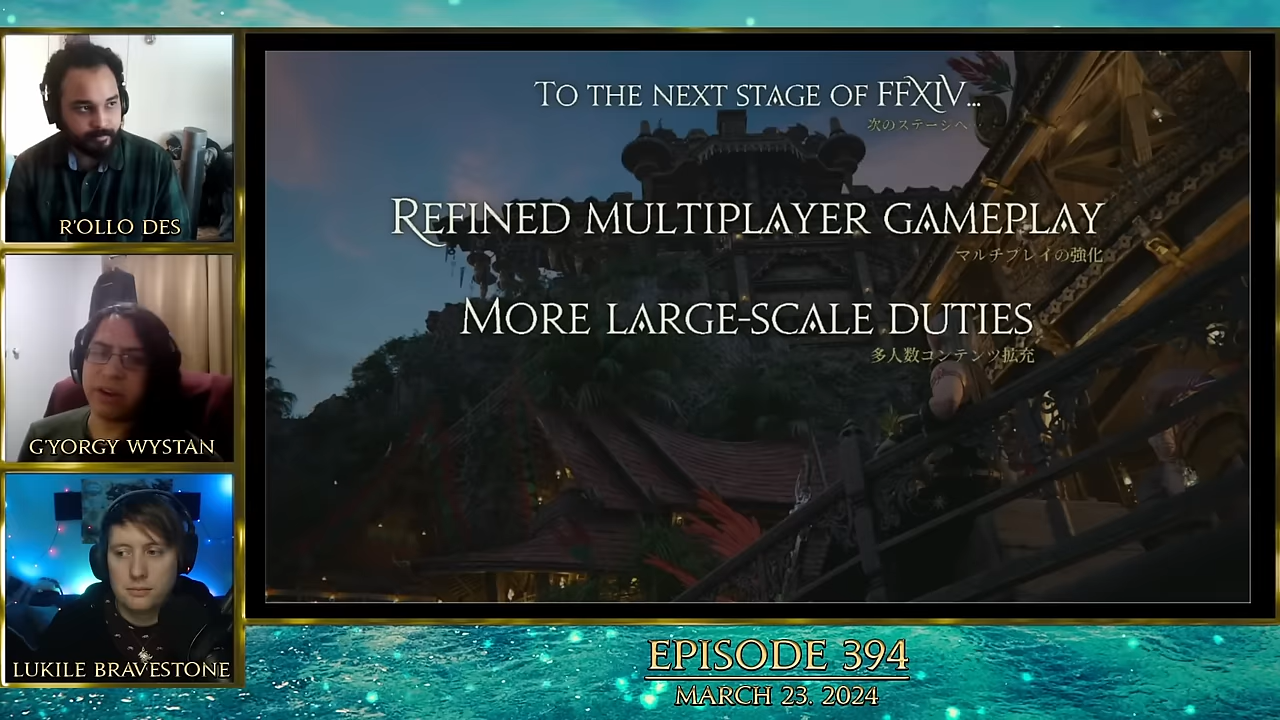 R'OLLO DES
G'YORGY WYSTAN
LUKILE BRAVESTONE
TO THE NEXT STAGE OF FFXIV...
次のステージへ・・・
REFINED MULTIPLAYER GAMEPLAY
マルチプレイの強化
MORE LARGE-SCALE DUTIES
多人数コンテンツ拡充
EPISODE 394
MARCH 23. 2024